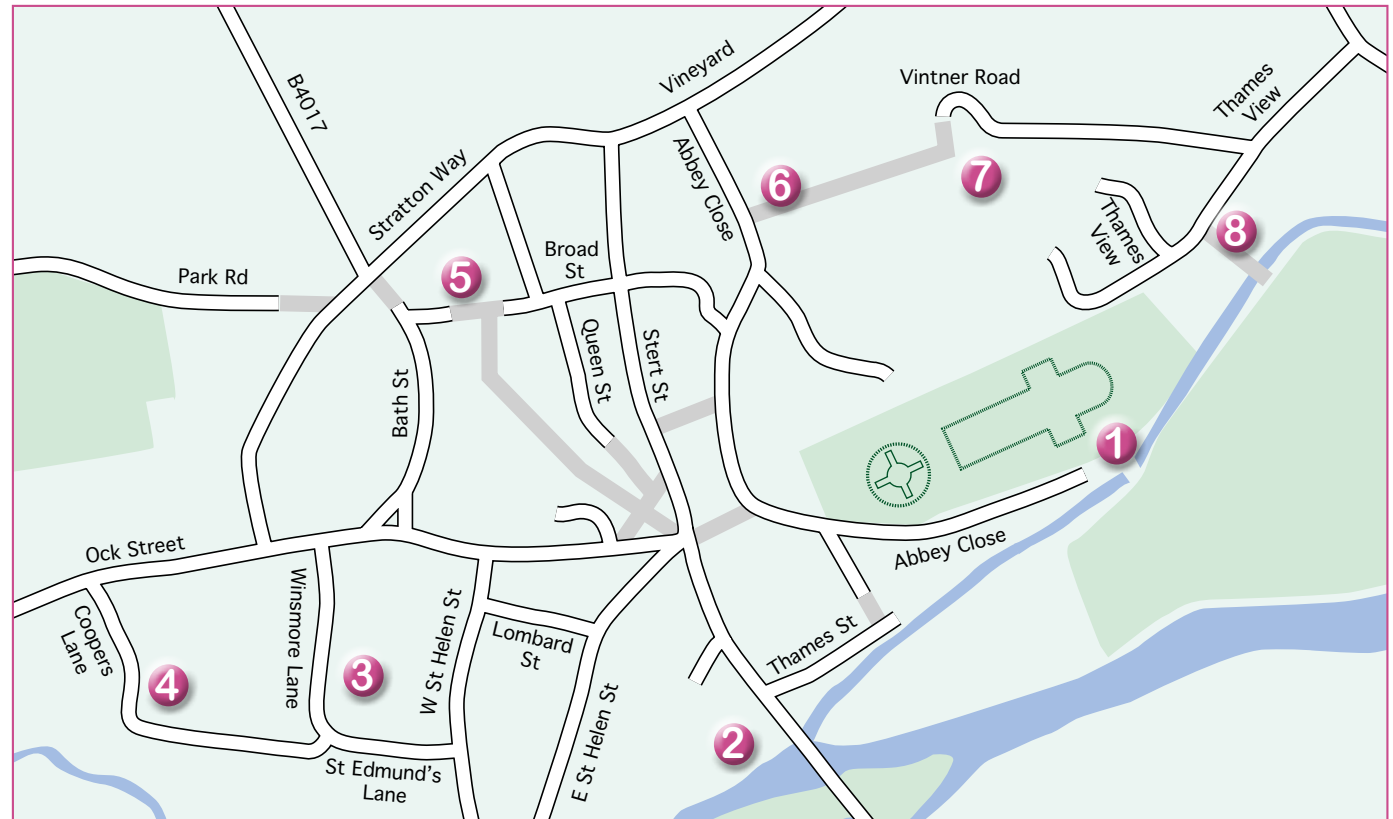 B4017
Vineyard
Vintner Road
Thames
View
Stratton Way
Abbey Close
6
7
Thames
View
8
Park Rd
5
Broad
St
Queen St
Stert St
Bath St
1
Ock Street
Abbey Close
Coopers
Lane
Winsmore Lane
W St Helen St
Lombard
St
Thames St
4
3
E St Helen St
2
St Edmund's
Lane